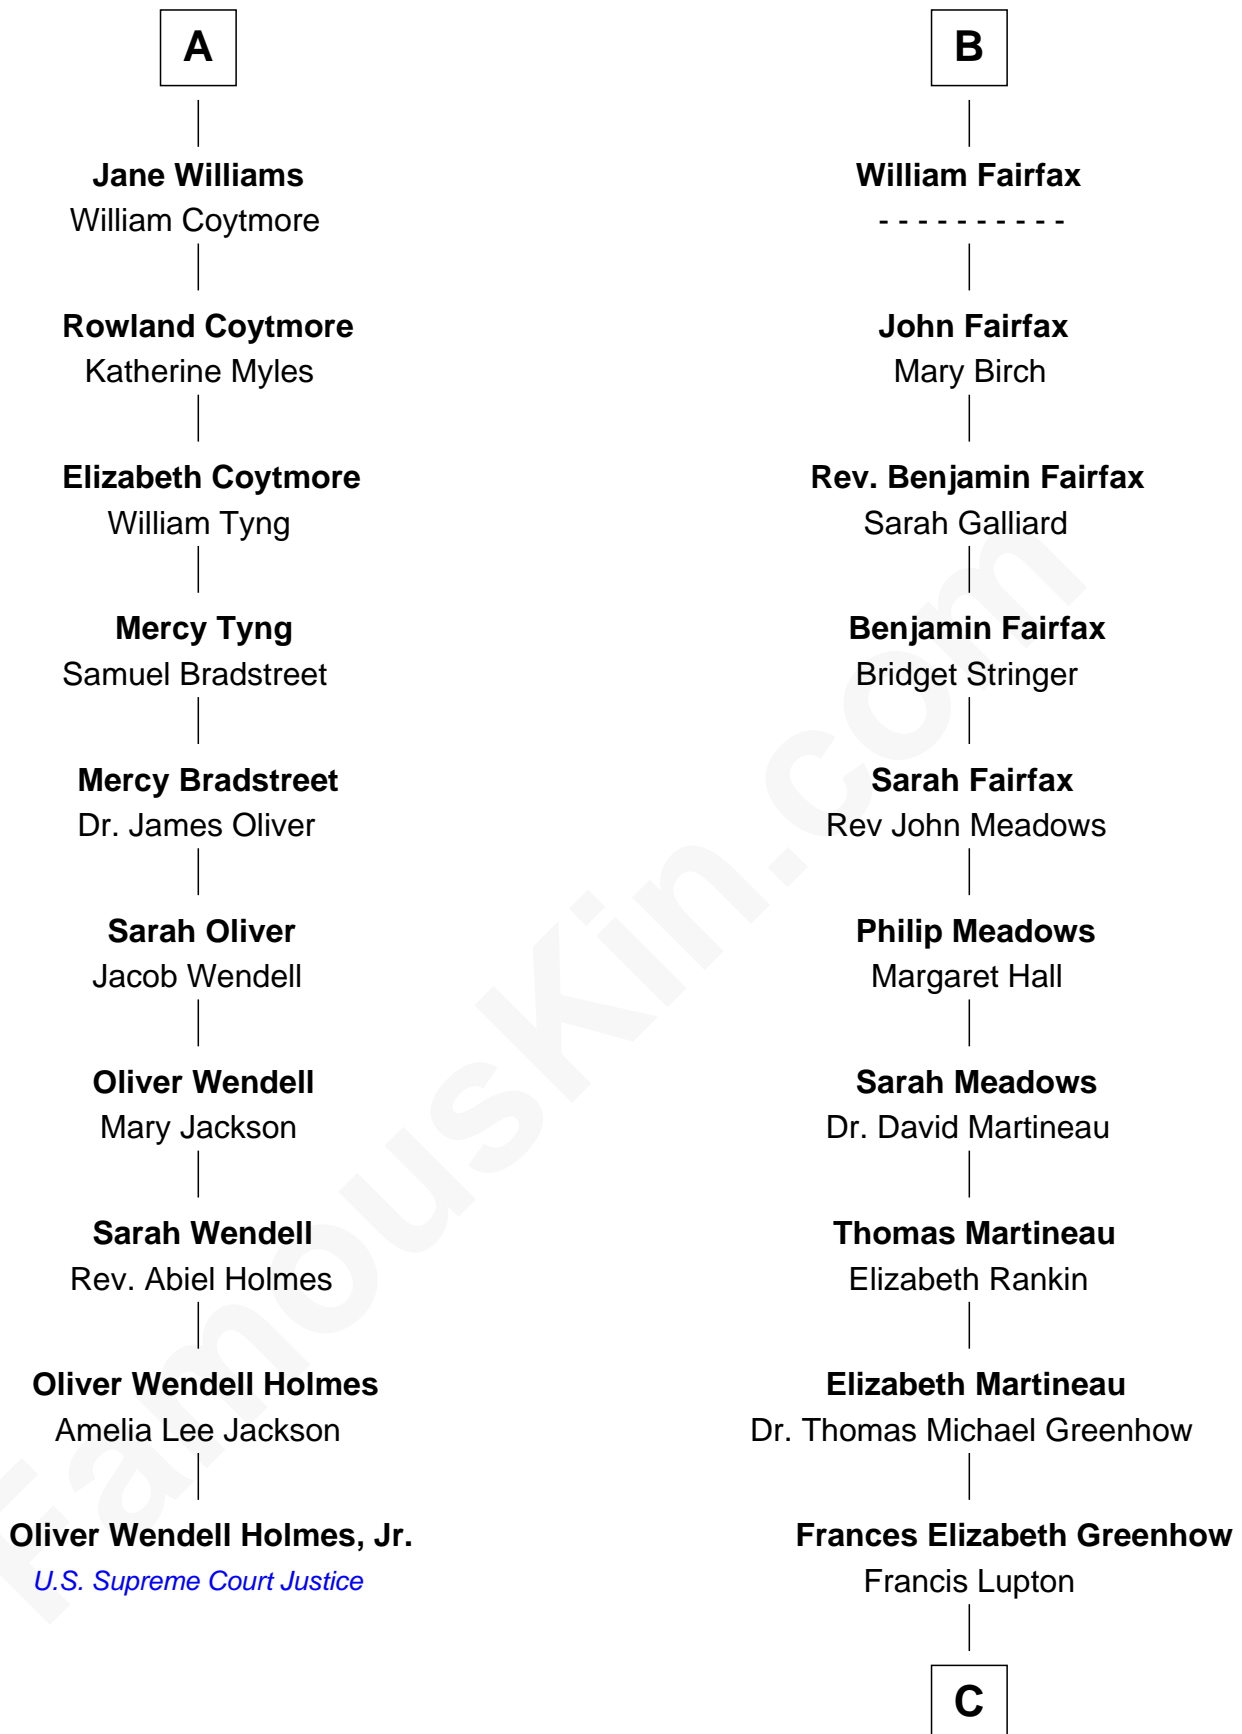 A
Jane Williams
William Coytmore
Rowland Coytmore
Katherine Myles
Elizabeth Coytmore
William Tyng
Mercy Tyng
Samuel Bradstreet
Mercy Bradstreet
Dr. James Oliver
Sarah Oliver
Jacob Wendell
Oliver Wendell
Mary Jackson
Sarah Wendell
Rev. Abiel Holmes
Oliver Wendell Holmes
Amelia Lee Jackson
Oliver Wendell Holmes, Jr.
U.S. Supreme Court Justice
B
William Fairfax
- - - - - - - - - -
John Fairfax
Mary Birch
Rev. Benjamin Fairfax
Sarah Galliard
Benjamin Fairfax
Bridget Stringer
Sarah Fairfax
Rev John Meadows
Philip Meadows
Margaret Hall
Sarah Meadows
Dr. David Martineau
Thomas Martineau
Elizabeth Rankin
Elizabeth Martineau
Dr. Thomas Michael Greenhow
Frances Elizabeth Greenhow
Francis Lupton
C
FamousKin.com